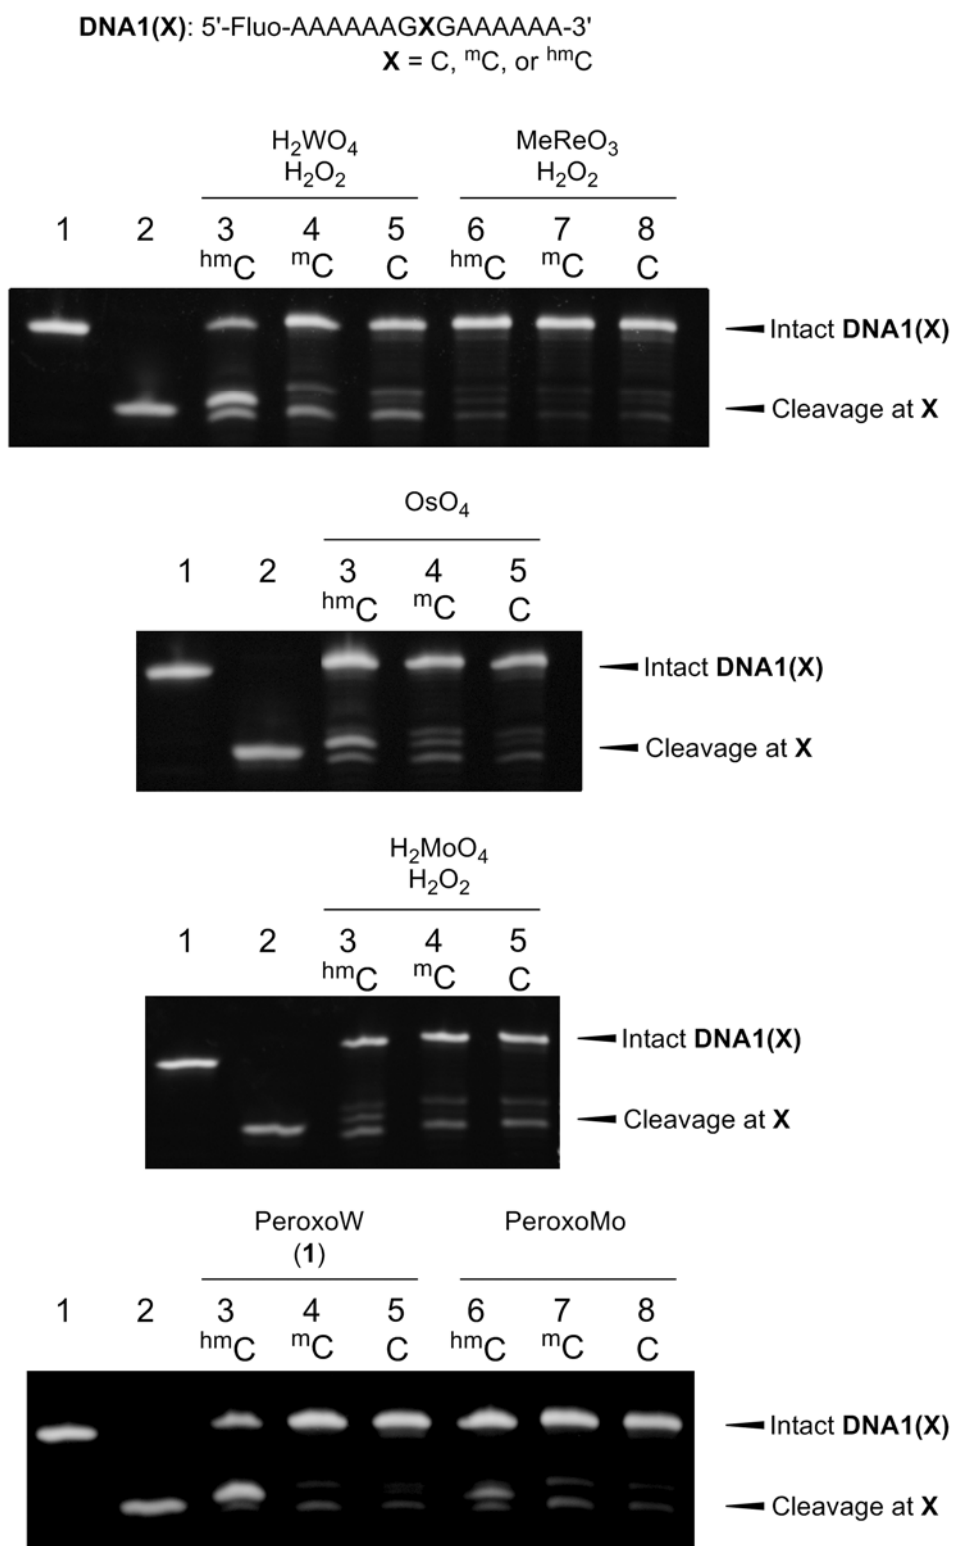 DNA1(X): 5'-Fluo-AAAAAAGXGAAAAAA-3'
X = C, ᵐC, or ʰᵐC
H₂WO₄ MeReO₃
H₂O₂ H₂O₂
1 2 3 4 5 6 7 8
ʰᵐC ᵐC C ʰᵐC ᵐC C
Intact DNA1(X)
Cleavage at X
OsO₄
1 2 3 4 5
ʰᵐC ᵐC C
Intact DNA1(X)
Cleavage at X
H₂MoO₄
H₂O₂
1 2 3 4 5
ʰᵐC ᵐC C
Intact DNA1(X)
Cleavage at X
PeroxoW PeroxoMo
(1)
1 2 3 4 5 6 7 8
ʰᵐC ᵐC C ʰᵐC ᵐC C
Intact DNA1(X)
Cleavage at X